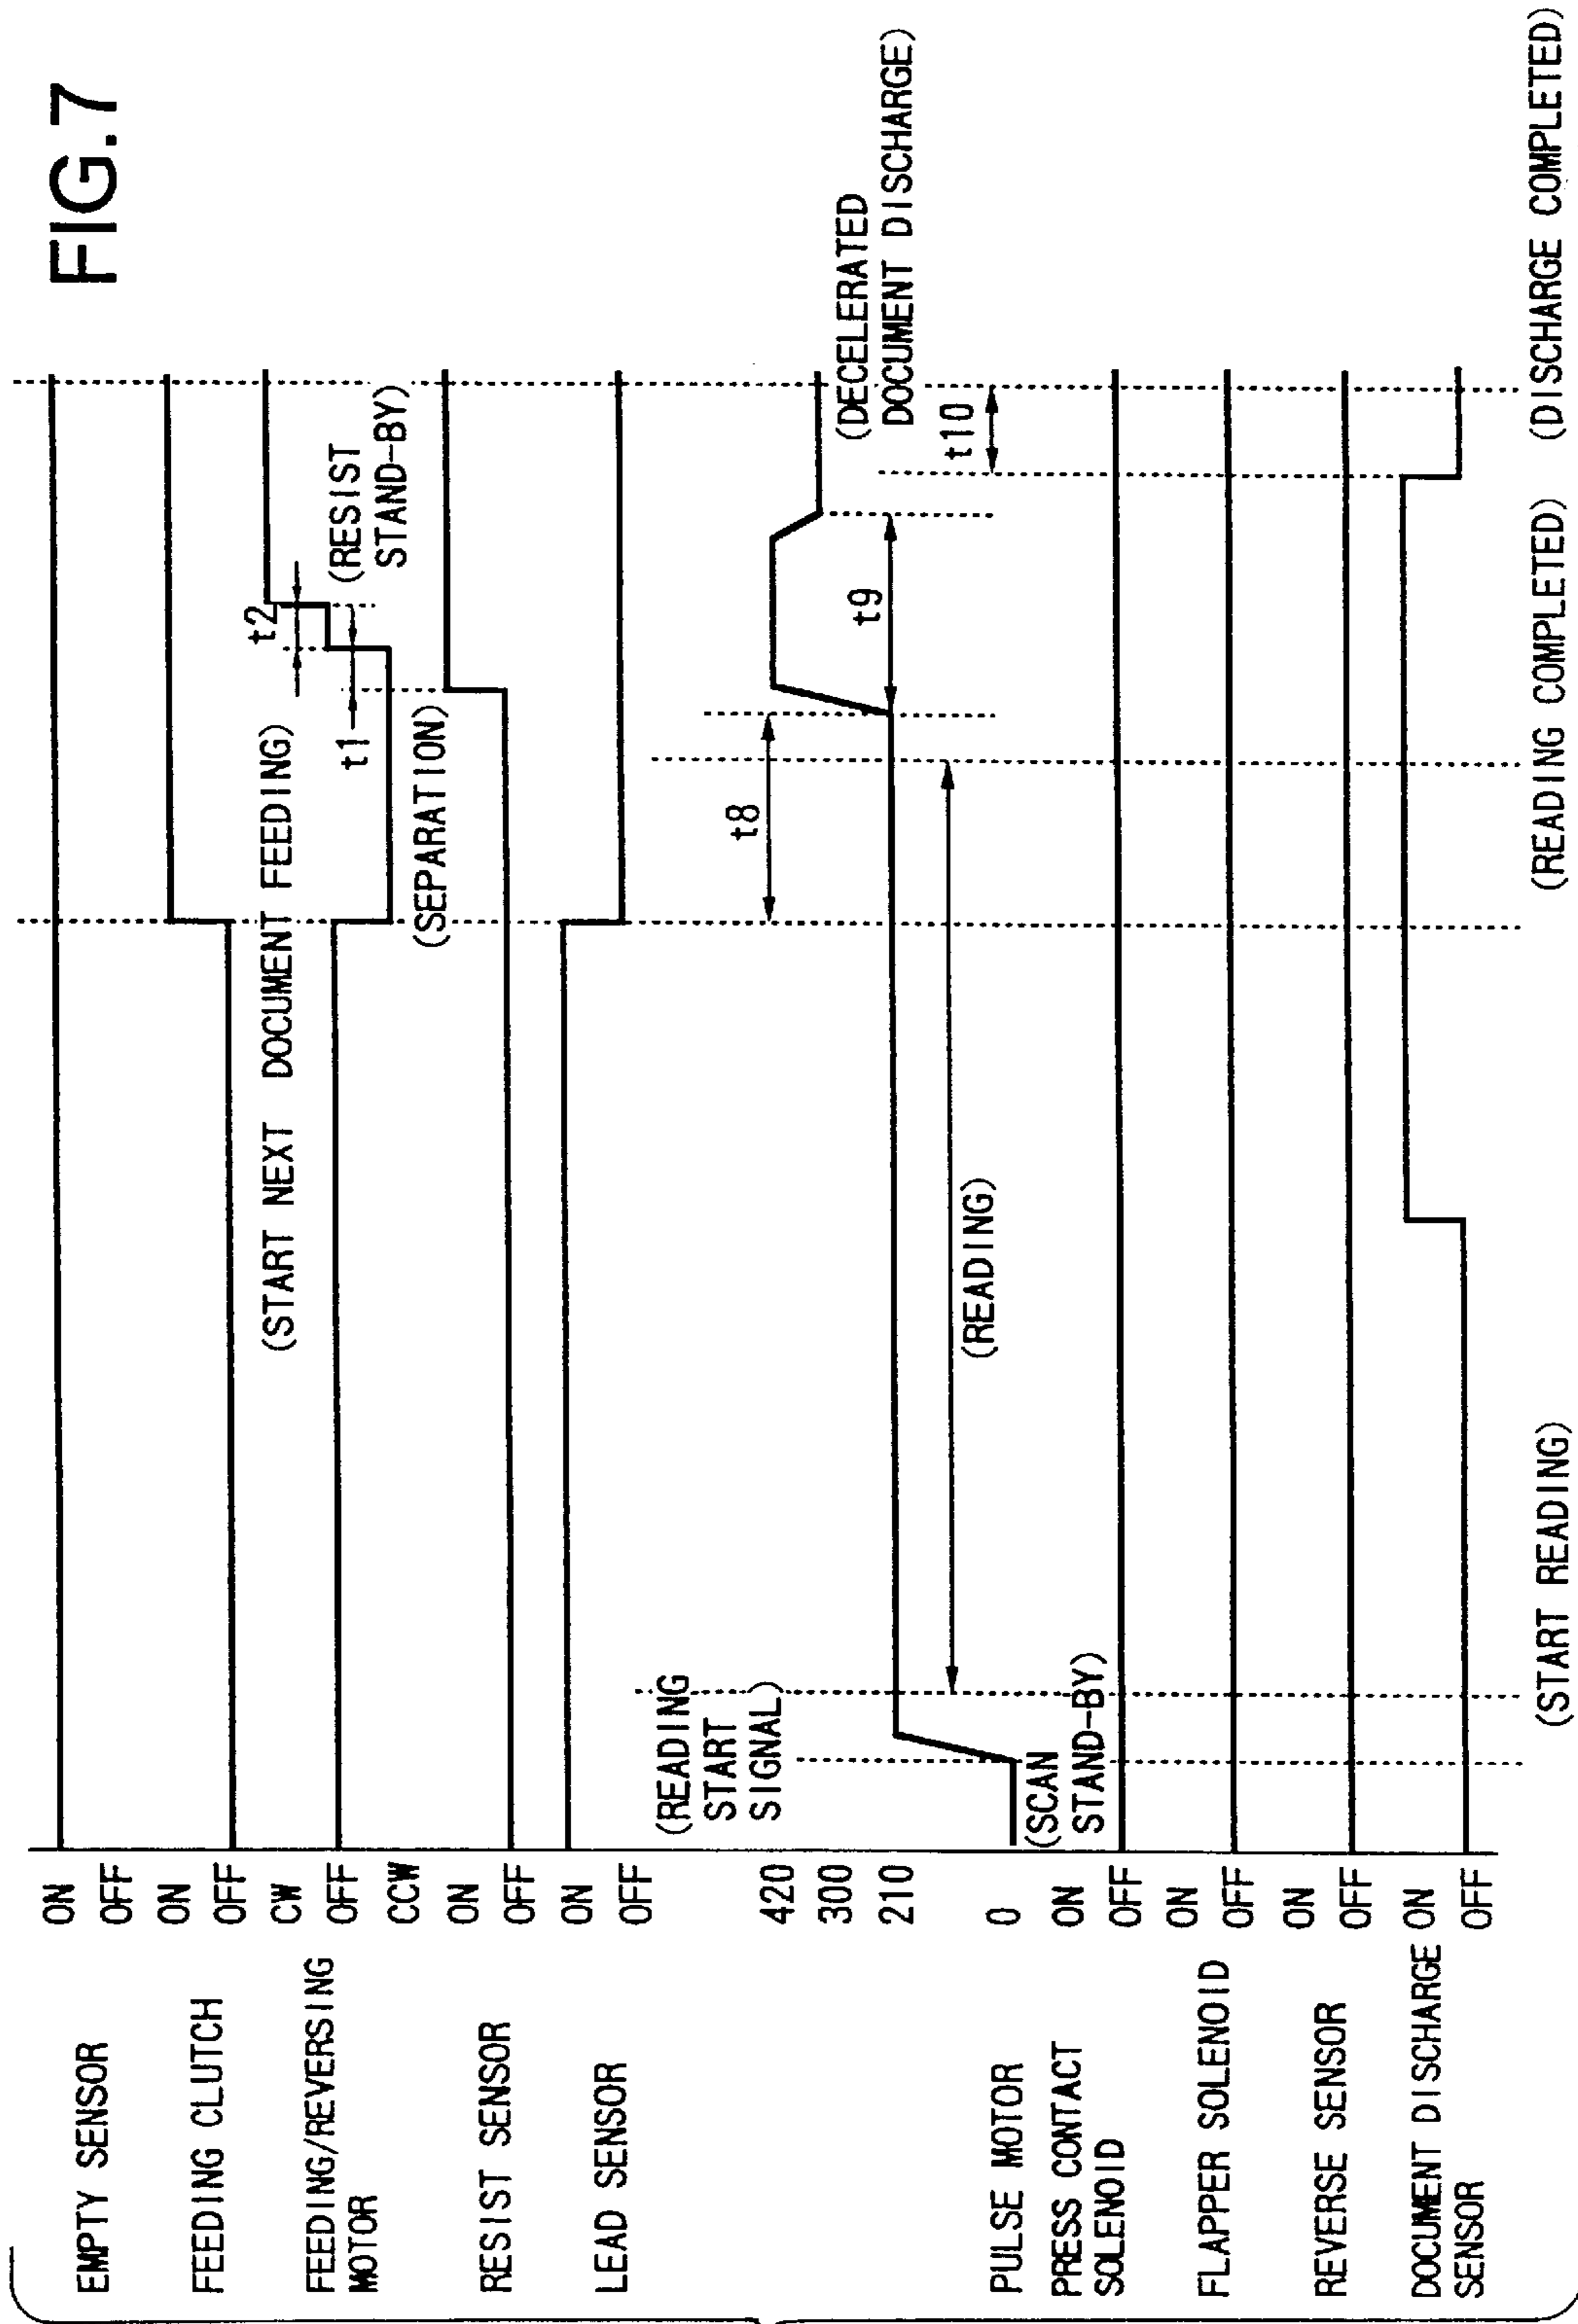 FIG.7
EMPTY SENSOR
ON
OFF
FEEDING CLUTCH
ON
OFF
(START NEXT DOCUMENT FEEDING)
FEEDING/REVERSING
MOTOR
CW
OFF
CCW
t2
t1
(RESIST
STAND-BY)
(SEPARATION)
RESIST SENSOR
ON
OFF
LEAD SENSOR
ON
OFF
(READING
START
SIGNAL)
PULSE MOTOR
420
300
210
0
t8
t9
(DECELERATED
DOCUMENT DISCHARGE)
(READING)
t10
(SCAN
STAND-BY)
PRESS CONTACT
SOLENOID
ON
OFF
FLAPPER SOLENOID
ON
OFF
REVERSE SENSOR
ON
OFF
DOCUMENT DISCHARGE
SENSOR
ON
OFF
(START READING)
(READING COMPLETED)
(DISCHARGE COMPLETED)